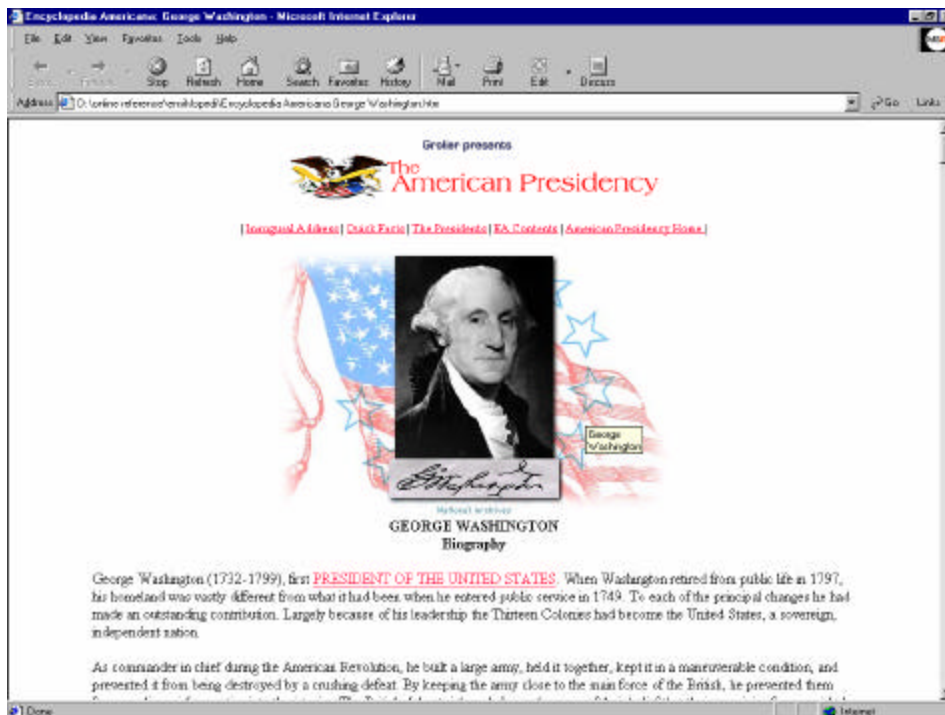 Encyclopedia Americana: George Washington - Microsoft Internet Explorer
File Edit View Favorites Tools Help
Stop Refresh Home Search Favorites History Mail Print Edit Discuss
Address Go Links
Grolier presents
The
American Presidency
| Inaugural Address | Quick Facts | The Presidents | EA Contents | American Presidency Home |
George
Washington
G Washington
National Archives
GEORGE WASHINGTON
Biography
George Washington (1732-1799), first PRESIDENT OF THE UNITED STATES. When Washington retired from public life in 1797,
his homeland was vastly different from what it had been when he entered public service in 1749. To each of the principal changes he had
made an outstanding contribution. Largely because of his leadership the Thirteen Colonies had become the United States, a sovereign,
independent nation.
As commander in chief during the American Revolution, he built a large army, held it together, kept it in a maneuverable condition, and
prevented it from being destroyed by a crushing defeat. By keeping the army close to the main force of the British, he prevented them
Done Internet